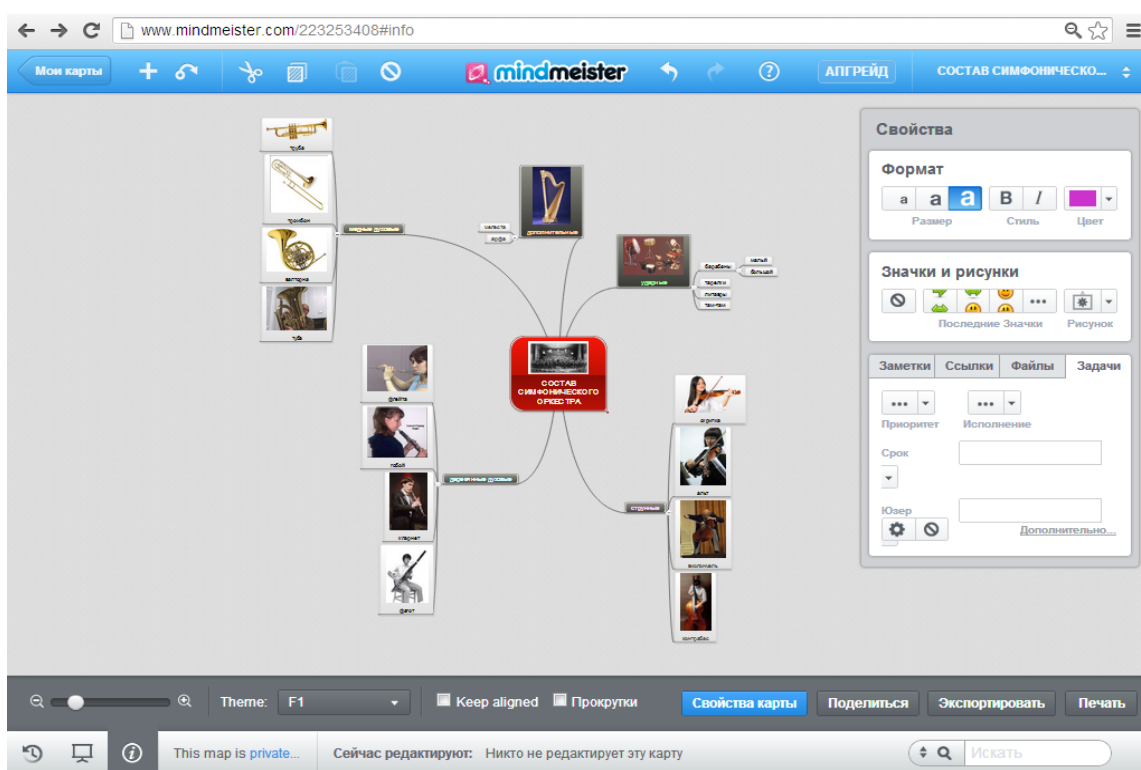 www.mindmeister.com/223253408#info
Мои карты
mindmeister
АПГРЕЙД
СОСТАВ СИМФОНИЧЕСКО...
труба
тромбон
валторна
туба
медные духовые
челеста
арфа
дополнительные
ударные
барабаны
малый
большой
тарелки
литавры
там-там
СОСТАВ
СИМФОНИЧЕСКОГО
ОРКЕСТРА
флейта
гобой
кларнет
фагот
деревянные духовые
струнные
скрипка
альт
виолончель
контрабас
Свойства
Формат
a a a B I
Размер Стиль Цвет
Значки и рисунки
Последние Значки Рисунок
Заметки Ссылки Файлы Задачи
Приоритет Исполнение
Срок
Юзер
Дополнительно...
Theme: F1 Keep aligned Прокрутки Свойства карты Поделиться Экспортировать Печать
This map is private... Сейчас редактируют: Никто не редактирует эту карту Искать